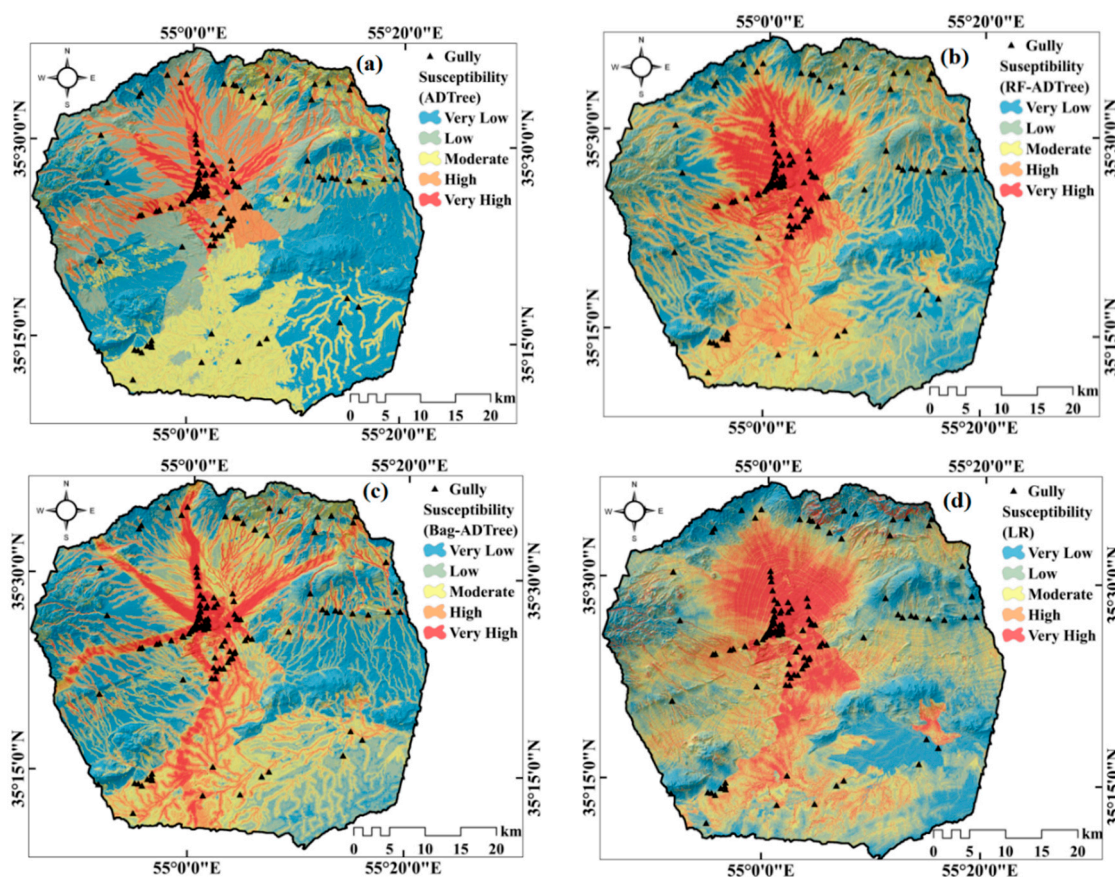 55°0'0"E 55°20'0"E
N
W E
S
(a)
▲ Gully
Susceptibility
(ADTree)
Very Low
Low
Moderate
High
Very High
35°30'0"N 35°30'0"N
35°15'0"N 35°15'0"N
km
0 5 10 15 20
55°0'0"E 55°20'0"E
55°0'0"E 55°20'0"E
N
W E
S
(b)
▲ Gully
Susceptibility
(RF-ADTree)
Very Low
Low
Moderate
High
Very High
35°30'0"N 35°30'0"N
35°15'0"N 35°15'0"N
km
0 5 10 15 20
55°0'0"E 55°20'0"E
55°0'0"E 55°20'0"E
N
W E
S
(c)
▲ Gully
Susceptibility
(Bag-ADTree)
Very Low
Low
Moderate
High
Very High
35°30'0"N 35°30'0"N
35°15'0"N 35°15'0"N
km
0 5 10 15 20
55°0'0"E 55°20'0"E
55°0'0"E 55°20'0"E
N
W E
S
(d)
▲ Gully
Susceptibility
(LR)
Very Low
Low
Moderate
High
Very High
35°30'0"N 35°30'0"N
35°15'0"N 35°15'0"N
km
0 5 10 15 20
55°0'0"E 55°20'0"E